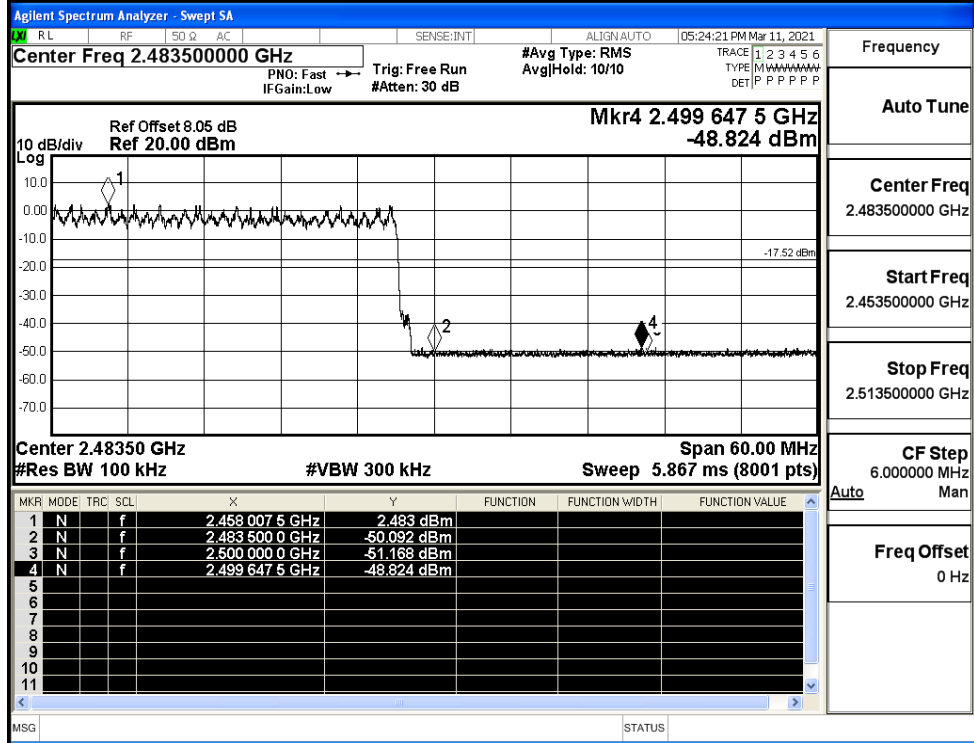 Agilent Spectrum Analyzer - Swept SA
LXI RL RF 50 Ω AC SENSE:INT ALIGNAUTO 05:24:21 PM Mar 11, 2021
Center Freq 2.483500000 GHz
PNO: Fast
IFGain:Low
Trig: Free Run
#Atten: 30 dB
#Avg Type: RMS
Avg|Hold: 10/10
TRACE 1 2 3 4 5 6
TYPE M
DET P P P P P P
Ref Offset 8.05 dB
10 dB/div Ref 20.00 dBm
Log
Mkr4 2.499 647 5 GHz
-48.824 dBm
10.0
0.00
-10.0
-20.0
-30.0
-40.0
-50.0
-60.0
-70.0
1
-17.52 dBm
2
4
Center 2.48350 GHz Span 60.00 MHz
#Res BW 100 kHz #VBW 300 kHz Sweep 5.867 ms (8001 pts)
MKR MODE TRC SCL X Y FUNCTION FUNCTION WIDTH FUNCTION VALUE
1 N f 2.458 007 5 GHz 2.483 dBm
2 N f 2.483 500 0 GHz -50.092 dBm
3 N f 2.500 000 0 GHz -51.168 dBm
4 N f 2.499 647 5 GHz -48.824 dBm
5
6
7
8
9
10
11
MSG STATUS
Frequency
Auto Tune
Center Freq
2.483500000 GHz
Start Freq
2.453500000 GHz
Stop Freq
2.513500000 GHz
CF Step
6.000000 MHz
Auto Man
Freq Offset
0 Hz